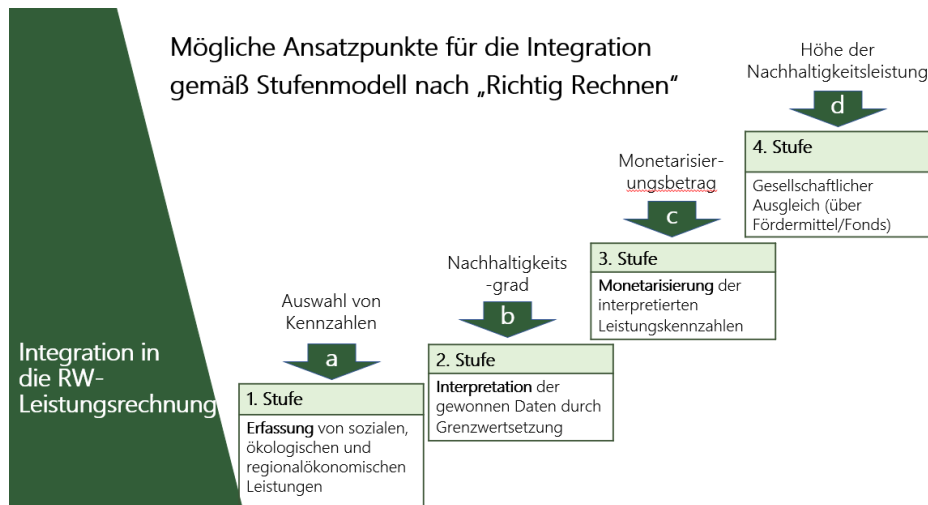 Mögliche Ansatzpunkte für die Integration
gemäß Stufenmodell nach „Richtig Rechnen“
Integration in
die RW-
Leistungsrechnung
Auswahl von
Kennzahlen
a
1. Stufe
Erfassung von sozialen,
ökologischen und
regionalökonomischen
Leistungen
Nachhaltigkeits
-grad
b
2. Stufe
Interpretation der
gewonnen Daten durch
Grenzwertsetzung
Monetarisier-
ungsbetrag
c
3. Stufe
Monetarisierung der
interpretierten
Leistungskennzahlen
Höhe der
Nachhaltigkeitsleistung
d
4. Stufe
Gesellschaftlicher
Ausgleich (über
Fördermittel/Fonds)